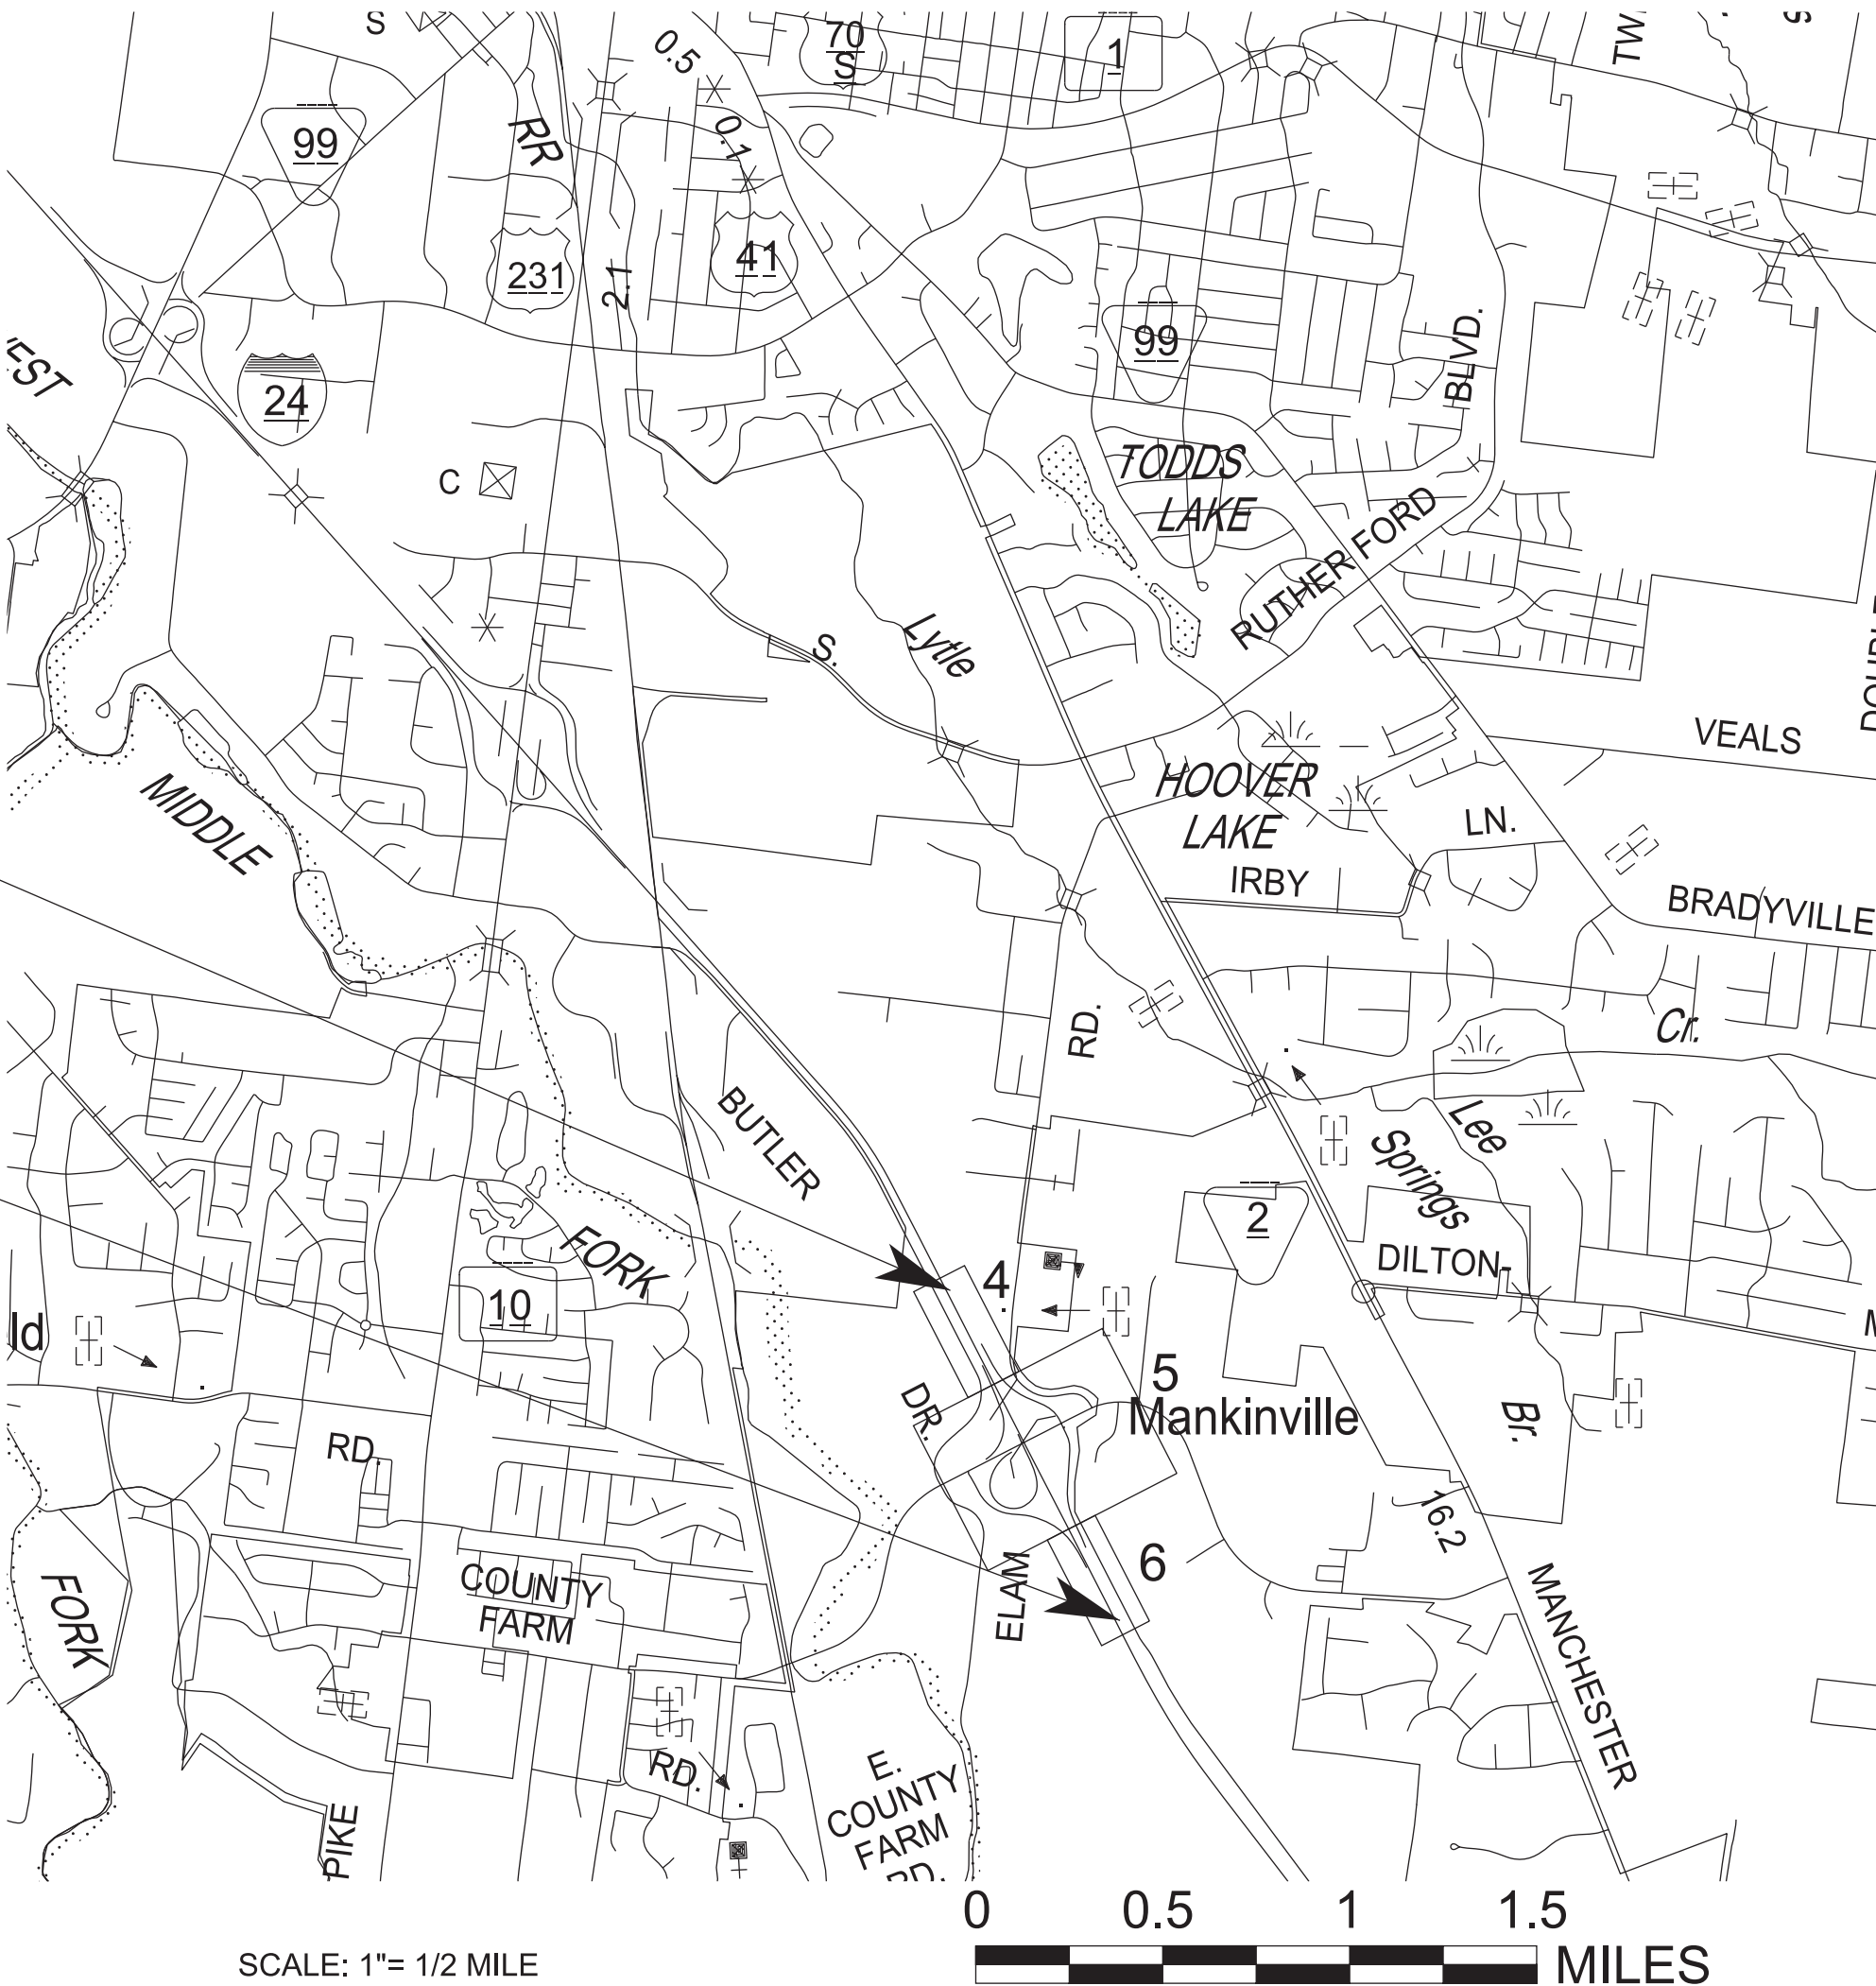 S
0.5
70
S
1
TW
99
RR
0.1
231
2.1
41
99
BLVD.
EST
24
C
TODDS
LAKE
RUTHER FORD
S.
Lytle
VEALS
MIDDLE
HOOVER
LAKE
LN.
IRBY
BRADYVILLE
RD.
Cr.
BUTLER
Lee
Springs
2
FORK
DILTON-
4
10
ld
5
Mankinville
DR.
Br.
RD.
16.2
6
COUNTY
FARM
ELAM
FORK
MANCHESTER
RD.
E.
COUNTY
FARM
RD.
PIKE
0 0.5 1 1.5
SCALE: 1"= 1/2 MILE
MILES